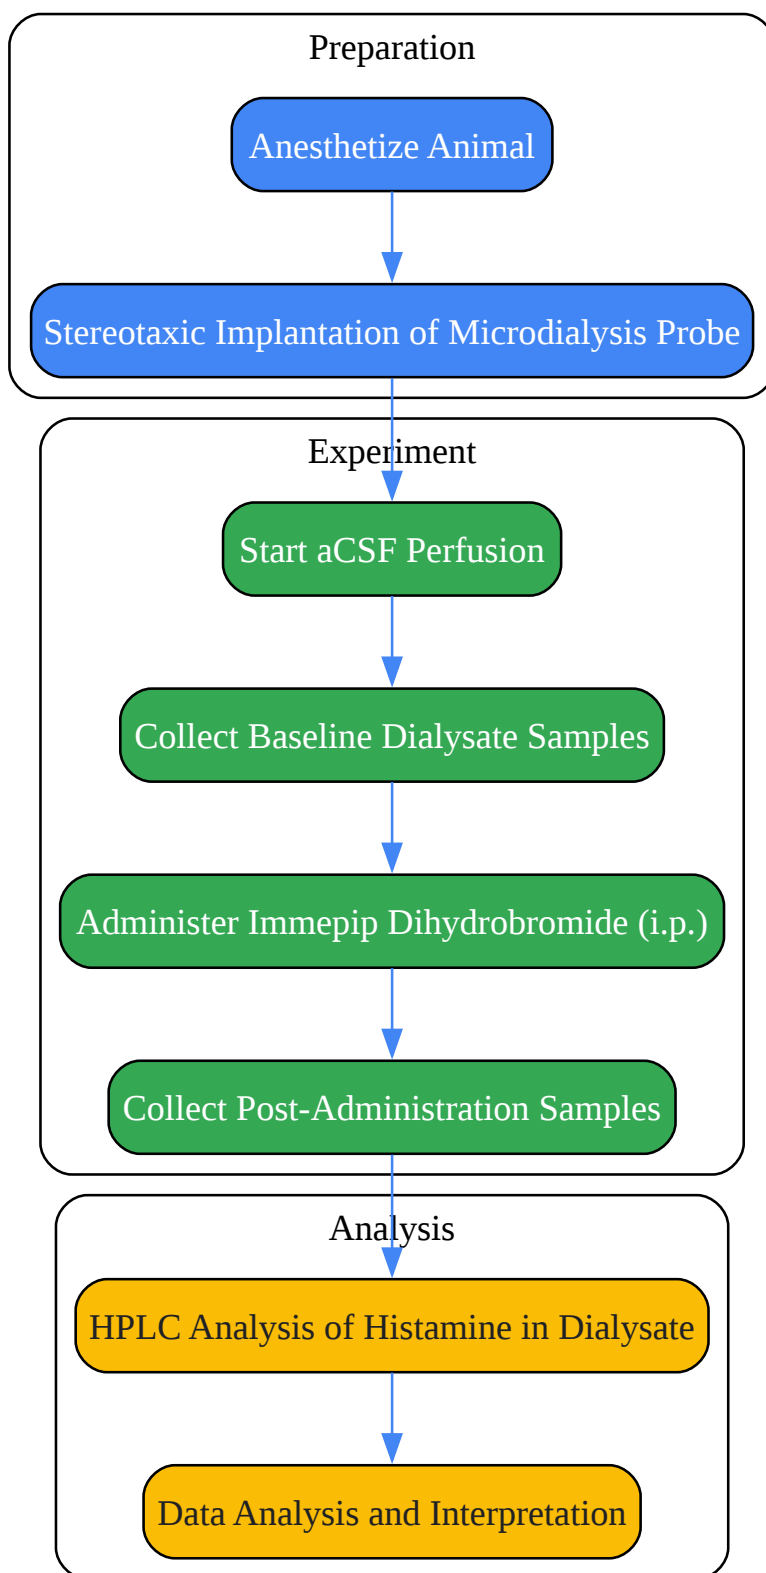 Preparation
Anesthetize Animal
Stereotaxic Implantation of Microdialysis Probe
Experiment
Start aCSF Perfusion
Collect Baseline Dialysate Samples
Administer Immepip Dihydrobromide (i.p.)
Collect Post-Administration Samples
Analysis
HPLC Analysis of Histamine in Dialysate
Data Analysis and Interpretation